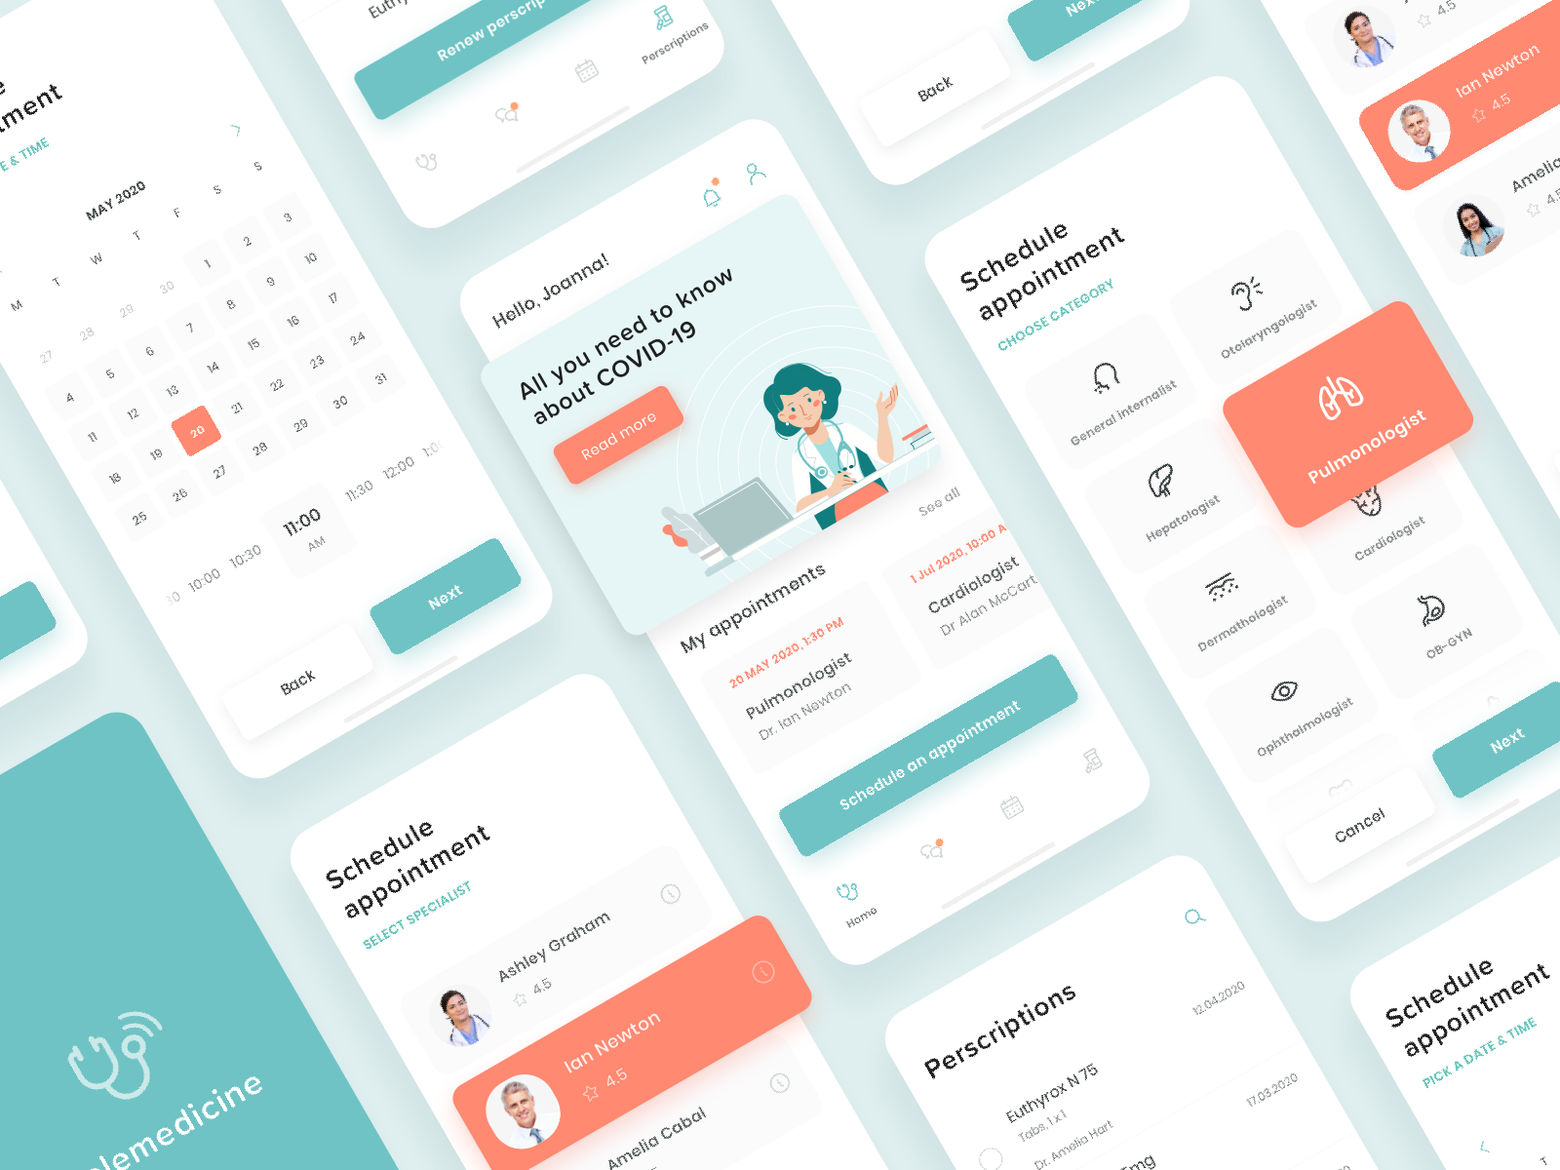 tment
E & TIME
MAY 2020
M T W T F S S
27 28 29 30 1 2 3
4 5 6 7 8 9 10
11 12 13 14 15 16 17
18 19 20 21 22 23 24
25 26 27 28 29 30 31
10:00 10:30 11:00 11:30 12:00
AM
Back
Next
Renew perscrip
Perscriptions
Hello, Joanna!
All you need to know
about COVID-19
Read more
My appointments
See all
20 MAY 2020, 1:30 PM
Pulmonologist
Dr. Ian Newton
1 Jul 2020, 10:00 A
Cardiologist
Dr Alan McCart
Schedule an appointment
Home
Back
Next
Schedule
appointment
CHOOSE CATEGORY
General internalist
Otolaryngologist
Pulmonologist
Hepatologist
Cardiologist
Dermathologist
OB-GYN
Ophthalmologist
Cancel
Next
4.5
Ian Newton
4.5
Amelia
4.5
lemedicine
Schedule
appointment
SELECT SPECIALIST
Ashley Graham
4.5
Ian Newton
4.5
Amelia Cabal
Perscriptions
12.04.2020
Euthyrox N 75
Tabs, 1 x 1
Dr. Amelia Hart
17.03.2020
5mg
Schedule
appointment
PICK A DATE & TIME
M T